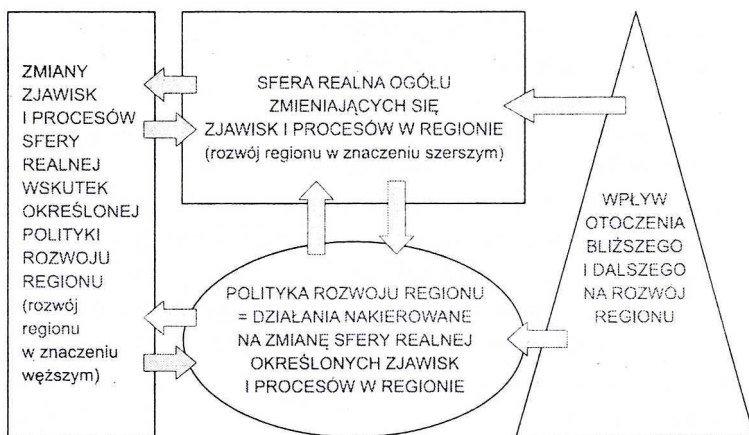 ZMIANY
ZJAWISK
I PROCESÓW
SFERY
REALNEJ
WSKUTEK
OKREŚLONEJ
POLITYKI
ROZWOJU
REGIONU
(rozwój
regionu
w znaczeniu
węższym)
SFERA REALNA OGÓŁU
ZMIENIAJĄCYCH SIĘ
ZJAWISK I PROCESÓW W REGIONIE
(rozwój regionu w znaczeniu szerszym)
POLITYKA ROZWOJU REGIONU
= DZIAŁANIA NAKIEROWANE
NA ZMIANĘ SFERY REALNEJ
OKREŚLONYCH ZJAWISK
I PROCESÓW W REGIONIE
WPŁYW
OTOCZENIA
BLIŻSZEGO
I DALSZEGO
NA ROZWÓJ
REGIONU